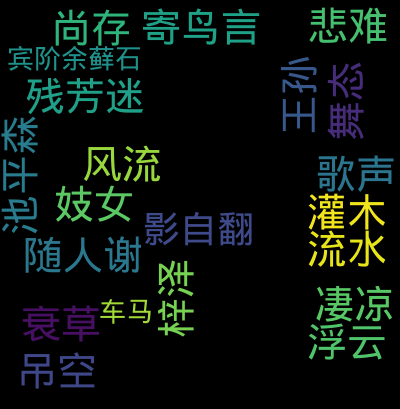 尚存
寄鸟言
悲难
宾阶余藓石
残芳迷
王孙
舞态
池平森
风流
歌声
妓女
灌木
影自翻
流水
随人谢
梓泽
凄凉
车马
衰草
浮云
吊空